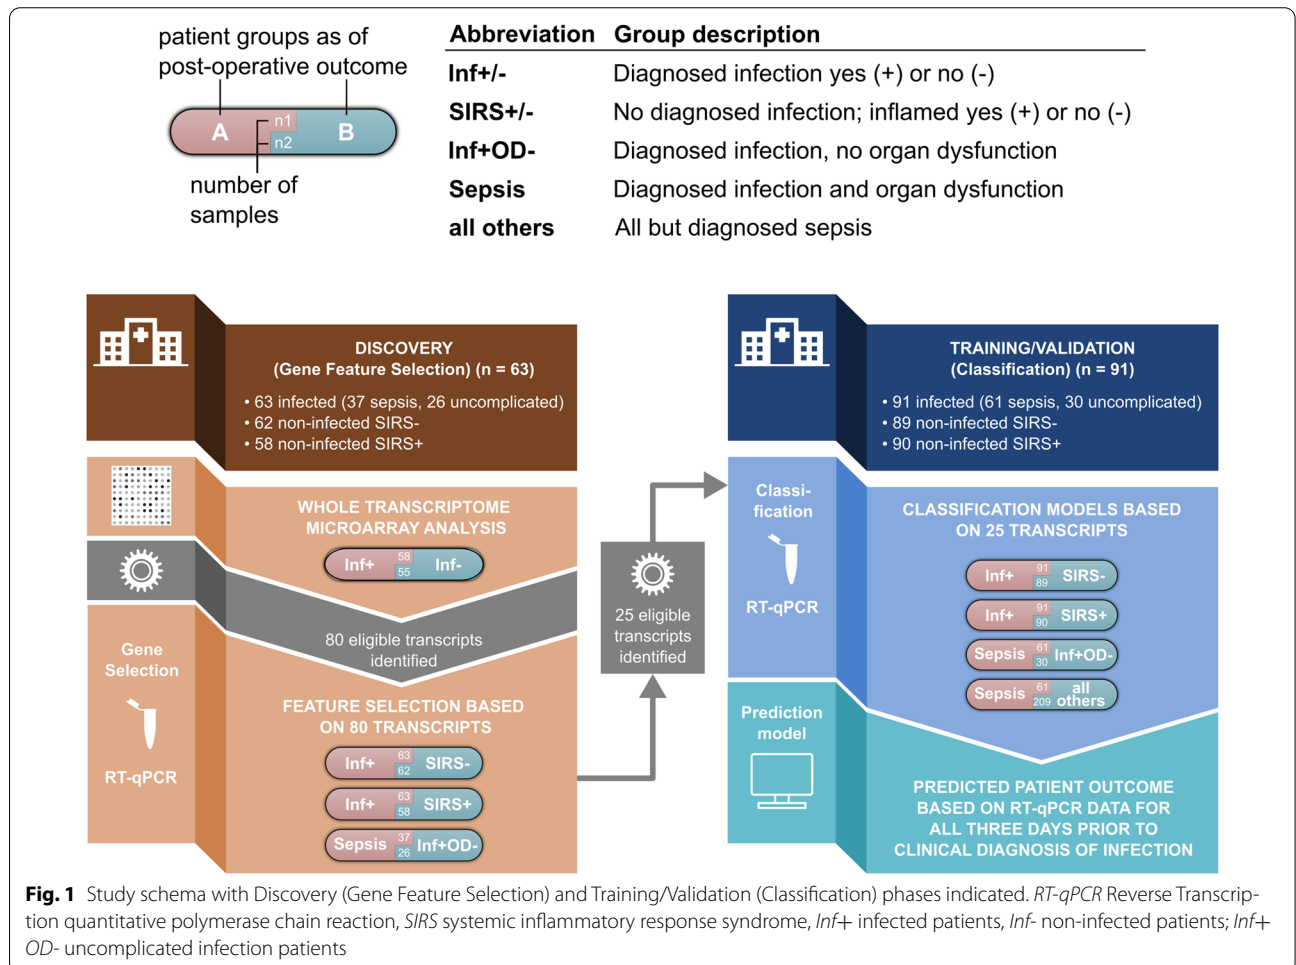 patient groups as of
post-operative outcome
A
n1
n2
B
number of
samples
Abbreviation Group description
Inf+/- Diagnosed infection yes (+) or no (-)
SIRS+/- No diagnosed infection; inflamed yes (+) or no (-)
Inf+OD- Diagnosed infection, no organ dysfunction
Sepsis Diagnosed infection and organ dysfunction
all others All but diagnosed sepsis
DISCOVERY
(Gene Feature Selection) (n = 63)
• 63 infected (37 sepsis, 26 uncomplicated)
• 62 non-infected SIRS-
• 58 non-infected SIRS+
WHOLE TRANSCRIPTOME
MICROARRAY ANALYSIS
Inf+ 58 55 Inf-
80 eligible transcripts
identified
Gene
Selection
RT-qPCR
FEATURE SELECTION BASED
ON 80 TRANSCRIPTS
Inf+ 63 62 SIRS-
Inf+ 63 58 SIRS+
Sepsis 37 26 Inf+OD-
25 eligible
transcripts
identified
TRAINING/VALIDATION
(Classification) (n = 91)
• 91 infected (61 sepsis, 30 uncomplicated)
• 89 non-infected SIRS-
• 90 non-infected SIRS+
Classi-
fication
RT-qPCR
CLASSIFICATION MODELS BASED
ON 25 TRANSCRIPTS
Inf+ 91 89 SIRS-
Inf+ 91 90 SIRS+
Sepsis 61 30 Inf+OD-
Sepsis 61 209 all others
Prediction
model
PREDICTED PATIENT OUTCOME
BASED ON RT-qPCR DATA FOR
ALL THREE DAYS PRIOR TO
CLINICAL DIAGNOSIS OF INFECTION
Fig. 1 Study schema with Discovery (Gene Feature Selection) and Training/Validation (Classification) phases indicated. RT-qPCR Reverse Transcrip-
tion quantitative polymerase chain reaction, SIRS systemic inflammatory response syndrome, Inf+ infected patients, Inf- non-infected patients; Inf+
OD- uncomplicated infection patients